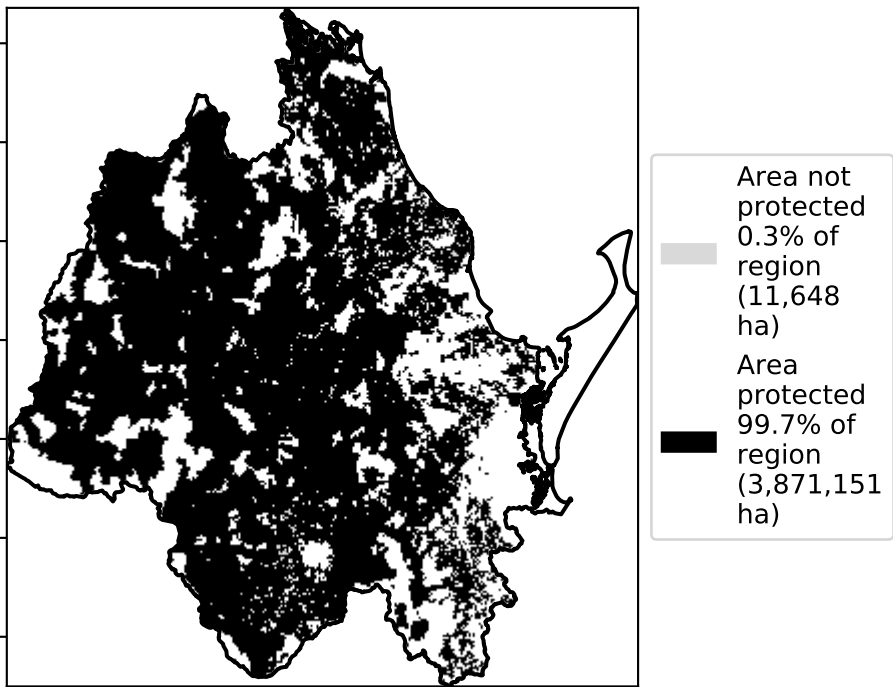 Area not
protected
0.3% of
region
(11,648
ha)
Area
protected
99.7% of
region
(3,871,151
ha)